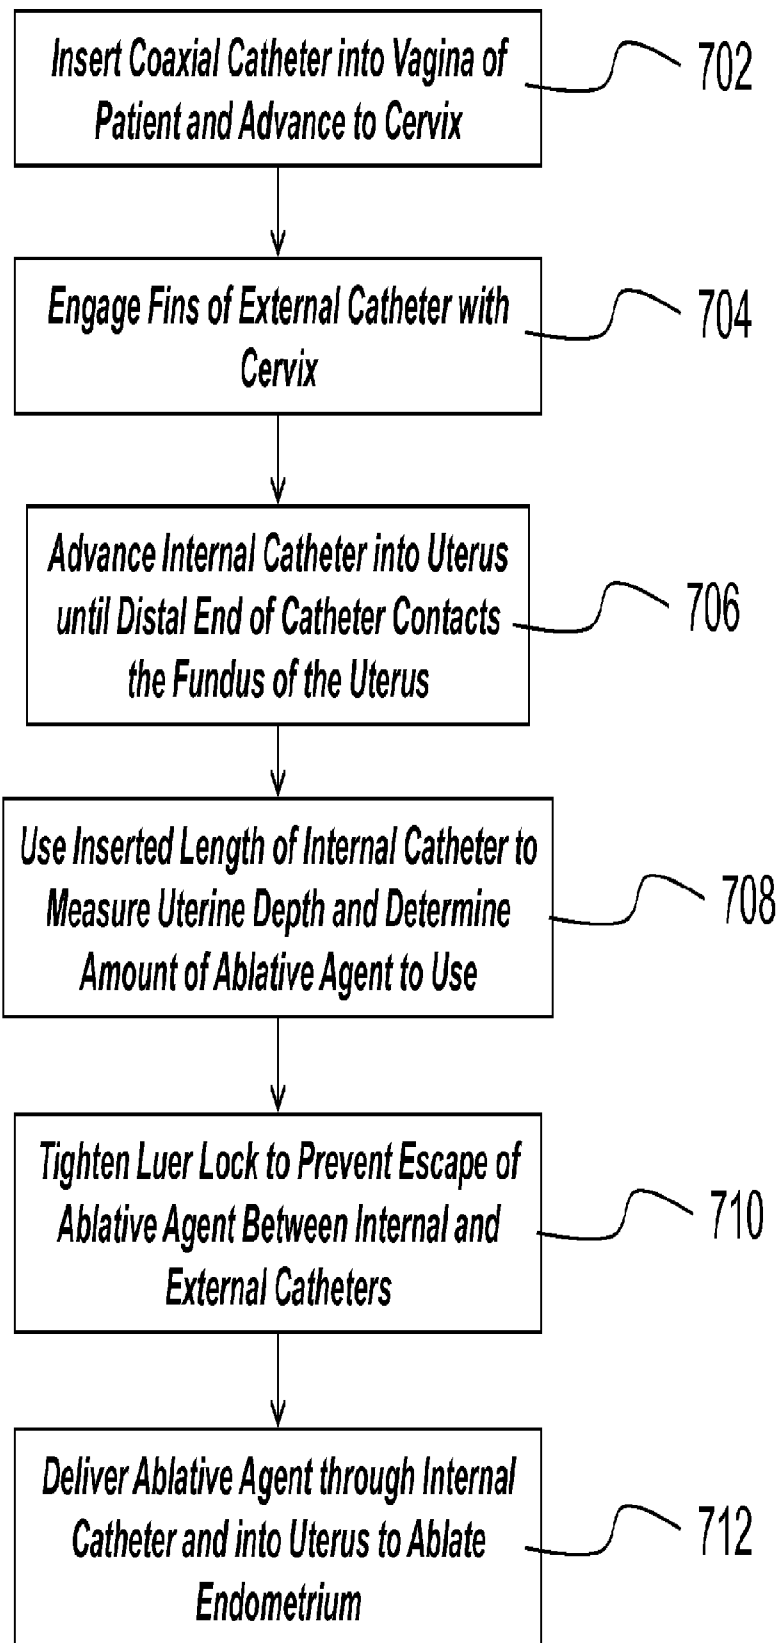 Insert Coaxial Catheter into Vagina of
Patient and Advance to Cervix
702
Engage Fins of External Catheter with
Cervix
704
Advance Internal Catheter into Uterus
until Distal End of Catheter Contacts
the Fundus of the Uterus
706
Use Inserted Length of Internal Catheter to
Measure Uterine Depth and Determine
Amount of Ablative Agent to Use
708
Tighten Luer Lock to Prevent Escape of
Ablative Agent Between Internal and
External Catheters
710
Deliver Ablative Agent through Internal
Catheter and into Uterus to Ablate
Endometrium
712